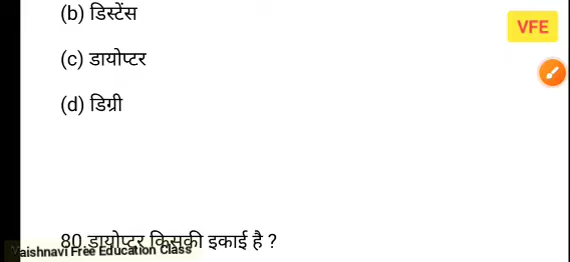 (b) डिस्टेंस
VFE
(c) डायोप्टर
(d) डिग्री
80 डायोप्टर किसकी इकाई है ?
Vaishnavi Free Education Class